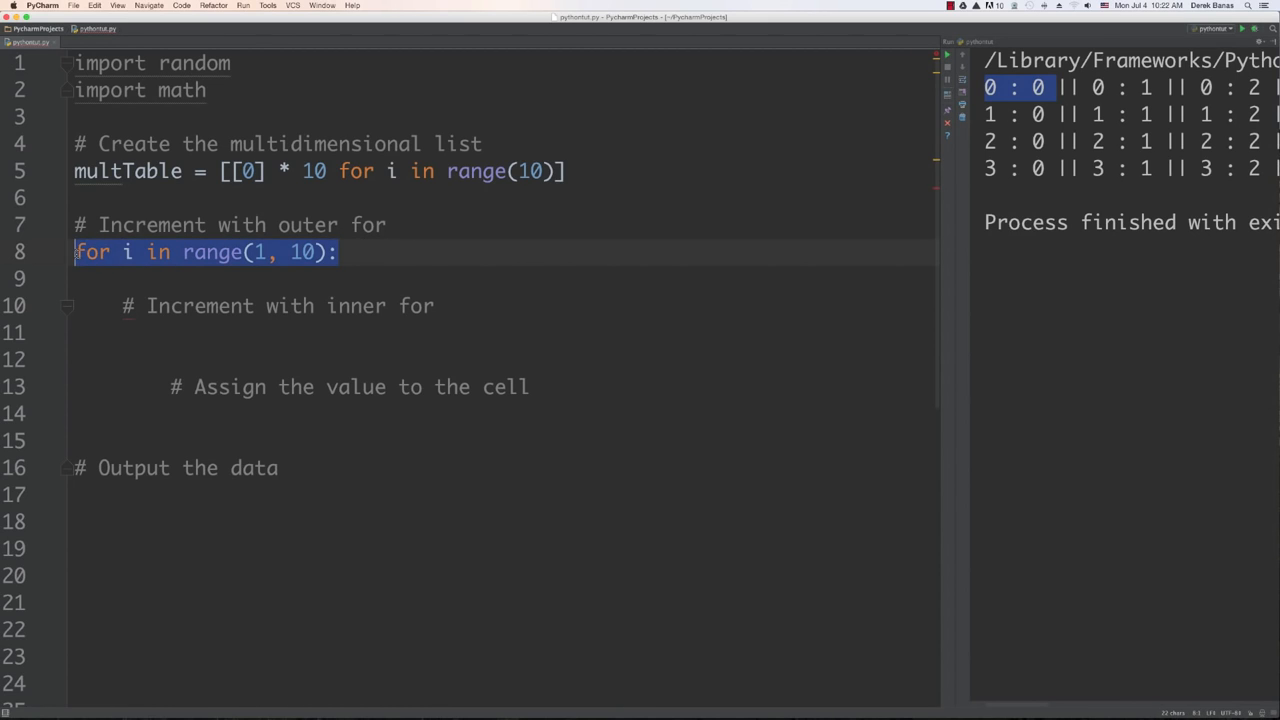 PyCharm File Edit View Navigate Code Refactor Run Tools VCS Window Help 10 Mon Jul 4 10:22 AM Derek Banas
pythontut.py - PycharmProjects - [~/PycharmProjects]
PycharmProjects pythontut.py pythontut
pythontut.py Run pythontut
1 import random
2 import math
3
4 # Create the multidimensional list
5 multTable = [[0] * 10 for i in range(10)]
6
7 # Increment with outer for
8 for i in range(1, 10):
9
10 # Increment with inner for
11
12
13 # Assign the value to the cell
14
15
16 # Output the data
17
18
19
20
21
22
23
24
/Library/Frameworks/Pytho
0 : 0 || 0 : 1 || 0 : 2 |
1 : 0 || 1 : 1 || 1 : 2 |
2 : 0 || 2 : 1 || 2 : 2 |
3 : 0 || 3 : 1 || 3 : 2 |
Process finished with exi
22 chars 8:1 LF‡ UTF-8‡